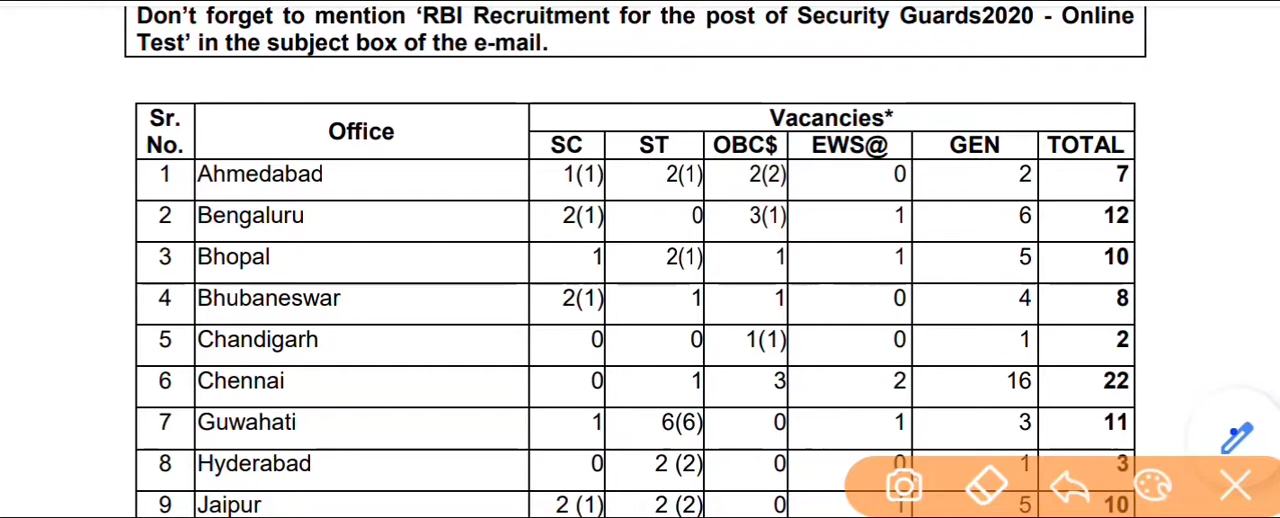 Don't forget to mention 'RBI Recruitment for the post of Security Guards2020 - Online
Test' in the subject box of the e-mail.
Sr. No. Office Vacancies*
SC ST OBC$ EWS@ GEN TOTAL
1 Ahmedabad 1(1) 2(1) 2(2) 0 2 7
2 Bengaluru 2(1) 0 3(1) 1 6 12
3 Bhopal 1 2(1) 1 1 5 10
4 Bhubaneswar 2(1) 1 1 0 4 8
5 Chandigarh 0 0 1(1) 0 1 2
6 Chennai 0 1 3 2 16 22
7 Guwahati 1 6(6) 0 1 3 11
8 Hyderabad 0 2 (2) 0 0 1 3
9 Jaipur 2 (1) 2 (2) 0 1 5 10